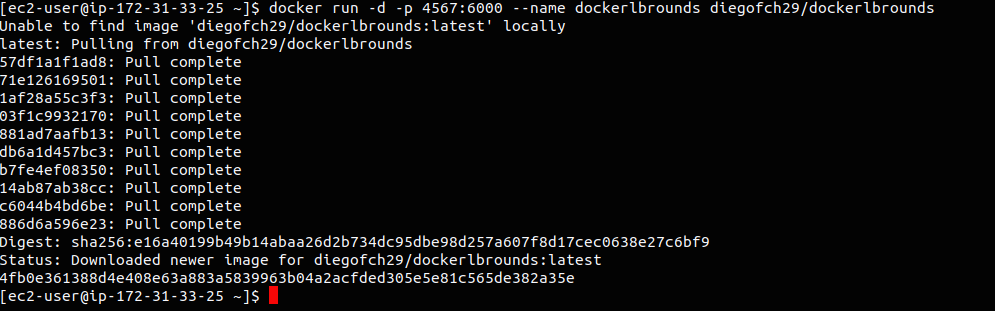 [ec2-user@ip-172-31-33-25 ~]$ docker run -d -p 4567:6000 --name dockerlbrounds diegofch29/dockerlbrounds
Unable to find image 'diegofch29/dockerlbrounds:latest' locally
latest: Pulling from diegofch29/dockerlbrounds
57df1a1f1ad8: Pull complete
71e126169501: Pull complete
1af28a55c3f3: Pull complete
03f1c9932170: Pull complete
881ad7aafb13: Pull complete
db6a1d457bc3: Pull complete
b7fe4ef08350: Pull complete
14ab87ab38cc: Pull complete
c6044b4bd6be: Pull complete
886d6a596e23: Pull complete
Digest: sha256:e16a40199b49b14abaa26d2b734dc95dbe98d257a607f8d17cec0638e27c6bf9
Status: Downloaded newer image for diegofch29/dockerlbrounds:latest
4fb0e361388d4e408e63a883a5839963b04a2acfded305e5e81c565de382a35e
[ec2-user@ip-172-31-33-25 ~]$